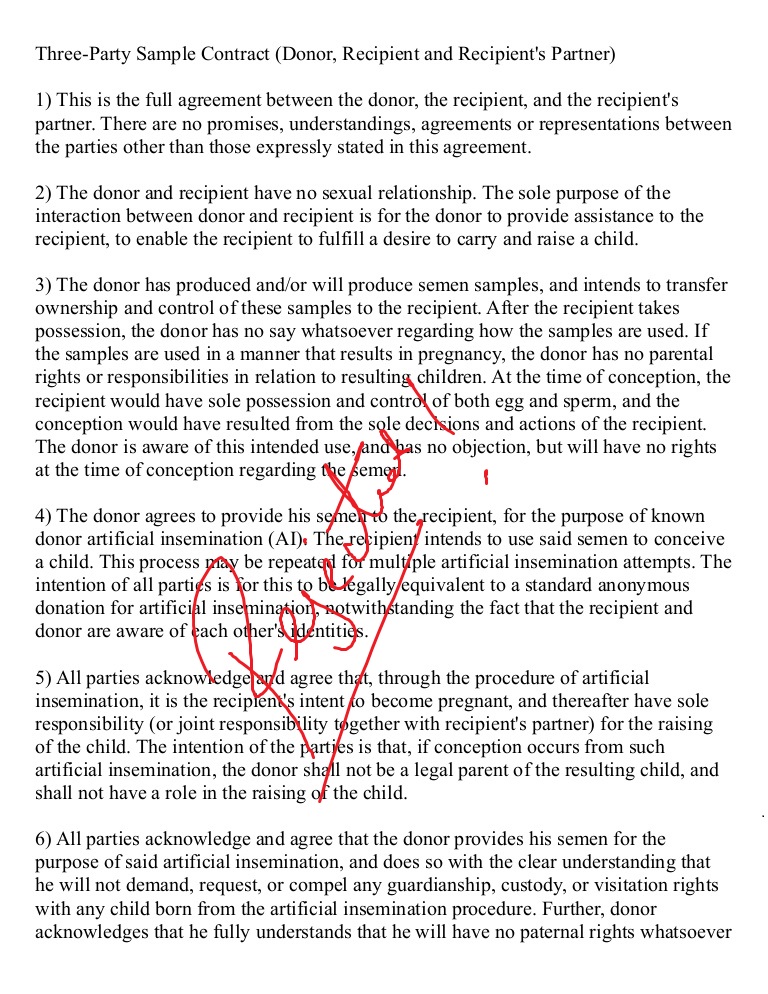 Three-Party Sample Contract (Donor, Recipient and Recipient's Partner)
1) This is the full agreement between the donor, the recipient, and the recipient's
partner. There are no promises, understandings, agreements or representations between
the parties other than those expressly stated in this agreement.
2) The donor and recipient have no sexual relationship. The sole purpose of the
interaction between donor and recipient is for the donor to provide assistance to the
recipient, to enable the recipient to fulfill a desire to carry and raise a child.
3) The donor has produced and/or will produce semen samples, and intends to transfer
ownership and control of these samples to the recipient. After the recipient takes
possession, the donor has no say whatsoever regarding how the samples are used. If
the samples are used in a manner that results in pregnancy, the donor has no parental
rights or responsibilities in relation to resulting children. At the time of conception, the
recipient would have sole possession and control of both egg and sperm, and the
conception would have resulted from the sole decisions and actions of the recipient.
The donor is aware of this intended use, and has no objection, but will have no rights
at the time of conception regarding the semen.
4) The donor agrees to provide his semen to the recipient, for the purpose of known
donor artificial insemination (AI). The recipient intends to use said semen to conceive
a child. This process may be repeated for multiple artificial insemination attempts. The
intention of all parties is for this to be legally equivalent to a standard anonymous
donation for artificial insemination, notwithstanding the fact that the recipient and
donor are aware of each other's identities.
5) All parties acknowledge and agree that, through the procedure of artificial
insemination, it is the recipient's intent to become pregnant, and thereafter have sole
responsibility (or joint responsibility together with recipient's partner) for the raising
of the child. The intention of the parties is that, if conception occurs from such
artificial insemination, the donor shall not be a legal parent of the resulting child, and
shall not have a role in the raising of the child.
6) All parties acknowledge and agree that the donor provides his semen for the
purpose of said artificial insemination, and does so with the clear understanding that
he will not demand, request, or compel any guardianship, custody, or visitation rights
with any child born from the artificial insemination procedure. Further, donor
acknowledges that he fully understands that he will have no paternal rights whatsoever